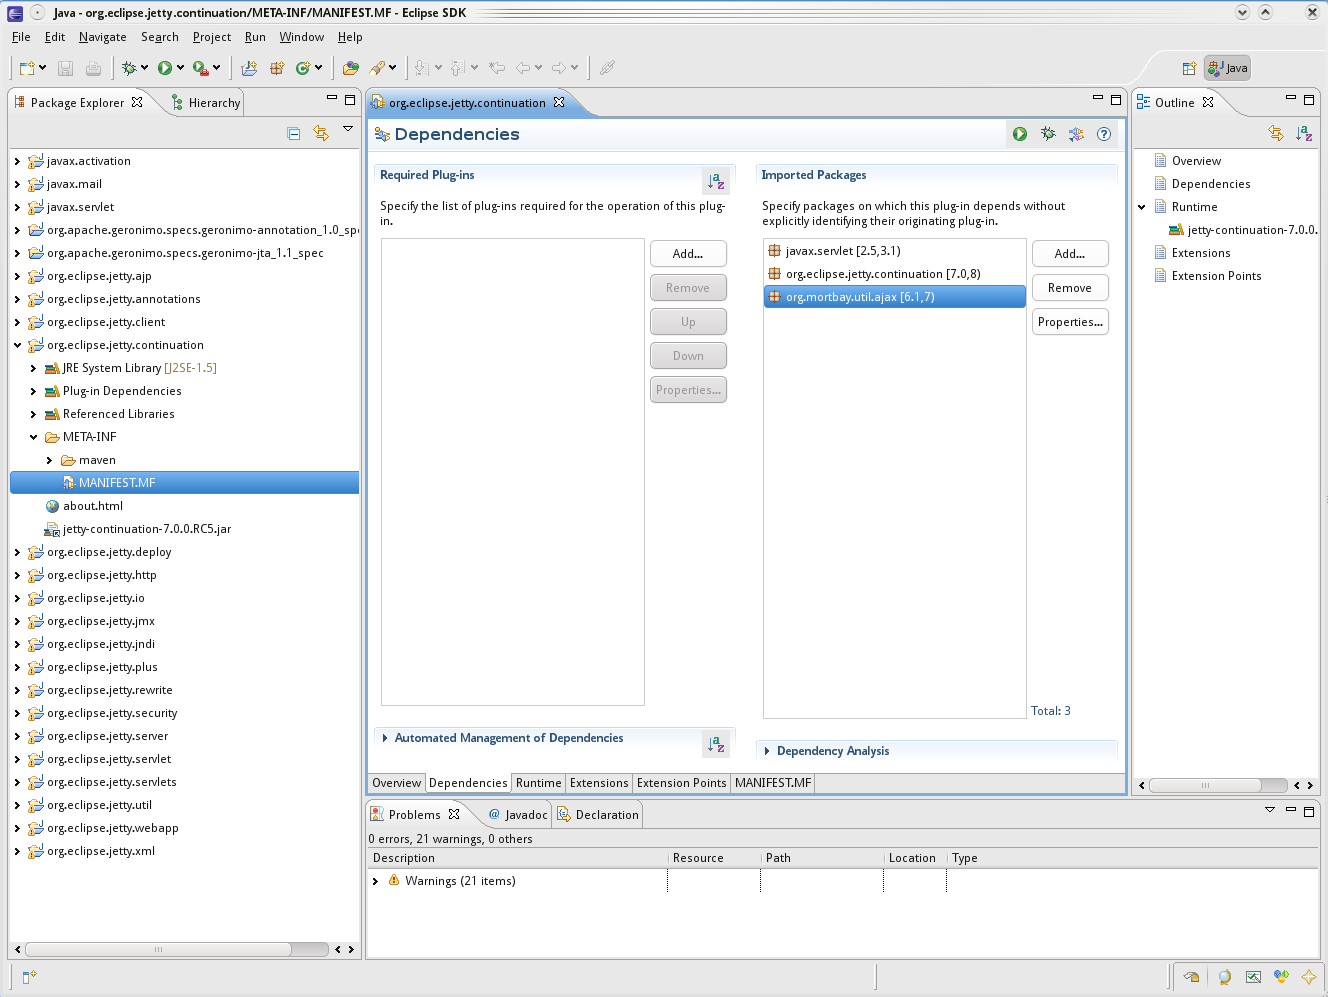 Java - org.eclipse.jetty.continuation/META-INF/MANIFEST.MF - Eclipse SDK
File Edit Navigate Search Project Run Window Help
Java
Package Explorer
Hierarchy
javax.activation
javax.mail
javax.servlet
org.apache.geronimo.specs.geronimo-annotation_1.0_spe
org.apache.geronimo.specs.geronimo-jta_1.1_spec
org.eclipse.jetty.ajp
org.eclipse.jetty.annotations
org.eclipse.jetty.client
org.eclipse.jetty.continuation
JRE System Library [J2SE-1.5]
Plug-in Dependencies
Referenced Libraries
META-INF
maven
MANIFEST.MF
about.html
jetty-continuation-7.0.0.RC5.jar
org.eclipse.jetty.deploy
org.eclipse.jetty.http
org.eclipse.jetty.io
org.eclipse.jetty.jmx
org.eclipse.jetty.jndi
org.eclipse.jetty.plus
org.eclipse.jetty.rewrite
org.eclipse.jetty.security
org.eclipse.jetty.server
org.eclipse.jetty.servlet
org.eclipse.jetty.servlets
org.eclipse.jetty.util
org.eclipse.jetty.webapp
org.eclipse.jetty.xml
org.eclipse.jetty.continuation
Dependencies
Required Plug-ins
Specify the list of plug-ins required for the operation of this plug-
in.
Add...
Remove
Up
Down
Properties...
Automated Management of Dependencies
Imported Packages
Specify packages on which this plug-in depends without
explicitly identifying their originating plug-in.
javax.servlet [2.5,3.1)
org.eclipse.jetty.continuation [7.0,8)
org.mortbay.util.ajax [6.1,7)
Add...
Remove
Properties...
Total: 3
Dependency Analysis
Overview Dependencies Runtime Extensions Extension Points MANIFEST.MF
Outline
Overview
Dependencies
Runtime
jetty-continuation-7.0.0.
Extensions
Extension Points
Problems
Javadoc
Declaration
0 errors, 21 warnings, 0 others
Description Resource Path Location Type
Warnings (21 items)